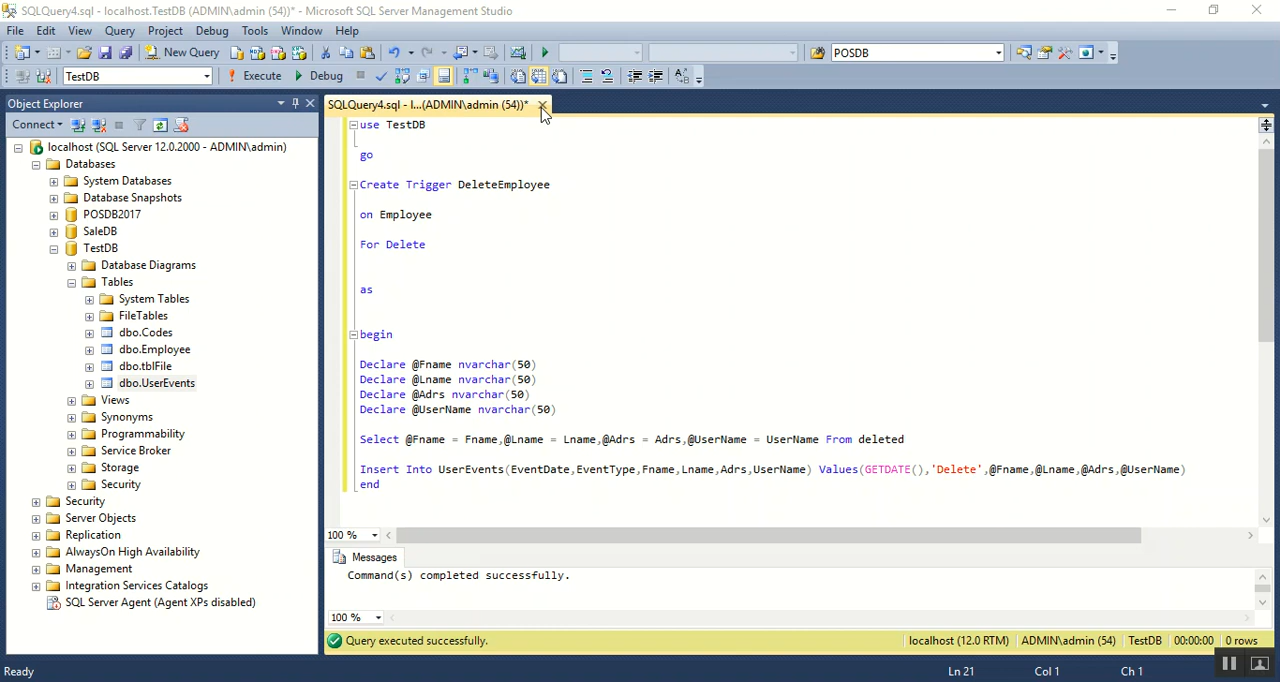 SQLQuery4.sql - localhost.TestDB (ADMIN\admin (54))* - Microsoft SQL Server Management Studio
File Edit View Query Project Debug Tools Window Help
New Query POSDB
TestDB Execute Debug
Object Explorer
SQLQuery4.sql - l...(ADMIN\admin (54))*
Connect
localhost (SQL Server 12.0.2000 - ADMIN\admin)
Databases
System Databases
Database Snapshots
POSDB2017
SaleDB
TestDB
Database Diagrams
Tables
System Tables
FileTables
dbo.Codes
dbo.Employee
dbo.tblFile
dbo.UserEvents
Views
Synonyms
Programmability
Service Broker
Storage
Security
Security
Server Objects
Replication
AlwaysOn High Availability
Management
Integration Services Catalogs
SQL Server Agent (Agent XPs disabled)
use TestDB
go
Create Trigger DeleteEmployee
on Employee
For Delete
as
begin
Declare @Fname nvarchar(50)
Declare @Lname nvarchar(50)
Declare @Adrs nvarchar(50)
Declare @UserName nvarchar(50)
Select @Fname = Fname,@Lname = Lname,@Adrs = Adrs,@UserName = UserName From deleted
Insert Into UserEvents(EventDate,EventType,Fname,Lname,Adrs,UserName) Values(GETDATE(),'Delete',@Fname,@Lname,@Adrs,@UserName)
end
100 %
Messages
Command(s) completed successfully.
100 %
Query executed successfully. localhost (12.0 RTM) ADMIN\admin (54) TestDB 00:00:00 0 rows
Ready Ln 21 Col 1 Ch 1